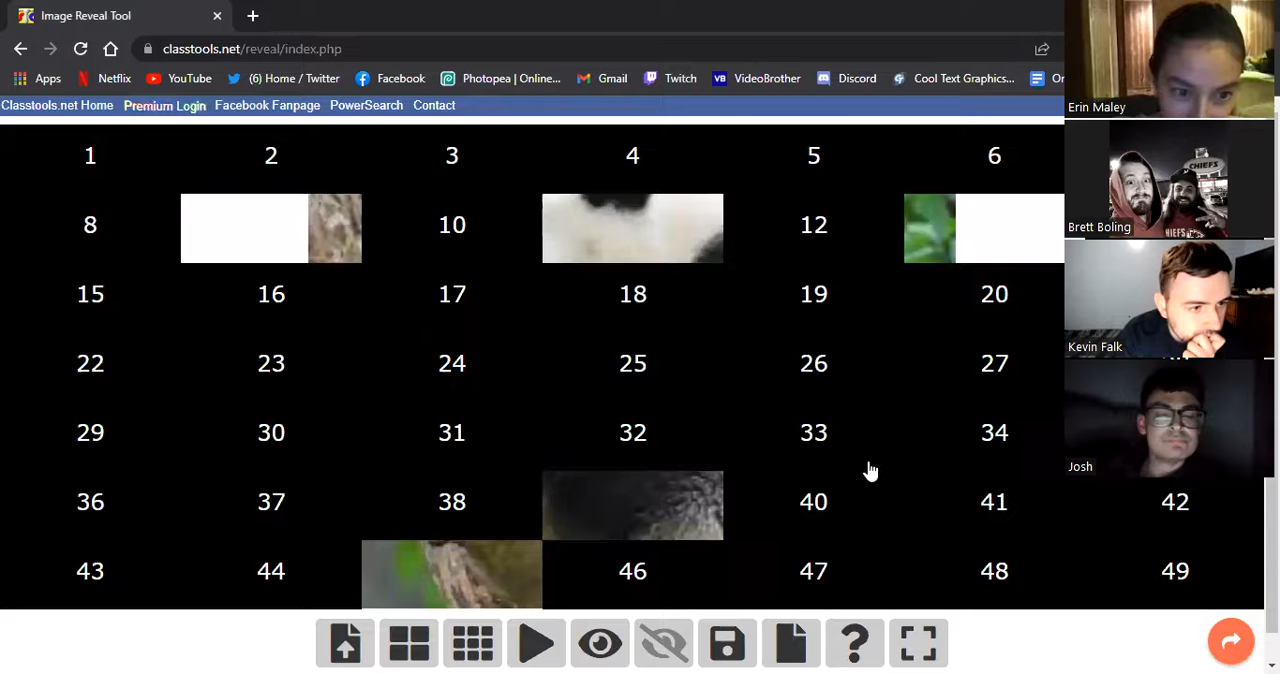 Image Reveal Tool
classtools.net/reveal/index.php
Apps Netflix YouTube (6) Home / Twitter Facebook Photopea | Online... Gmail Twitch VB VideoBrother Discord Cool Text Graphics... Or
Classtools.net Home Premium Login Facebook Fanpage PowerSearch Contact
1 2 3 4 5 6
8 10 12
15 16 17 18 19 20
22 23 24 25 26 27
29 30 31 32 33 34
36 37 38 40 41 42
43 44 46 47 48 49
Erin Maley
CHIEFS
Brett Boling
Kevin Falk
Josh